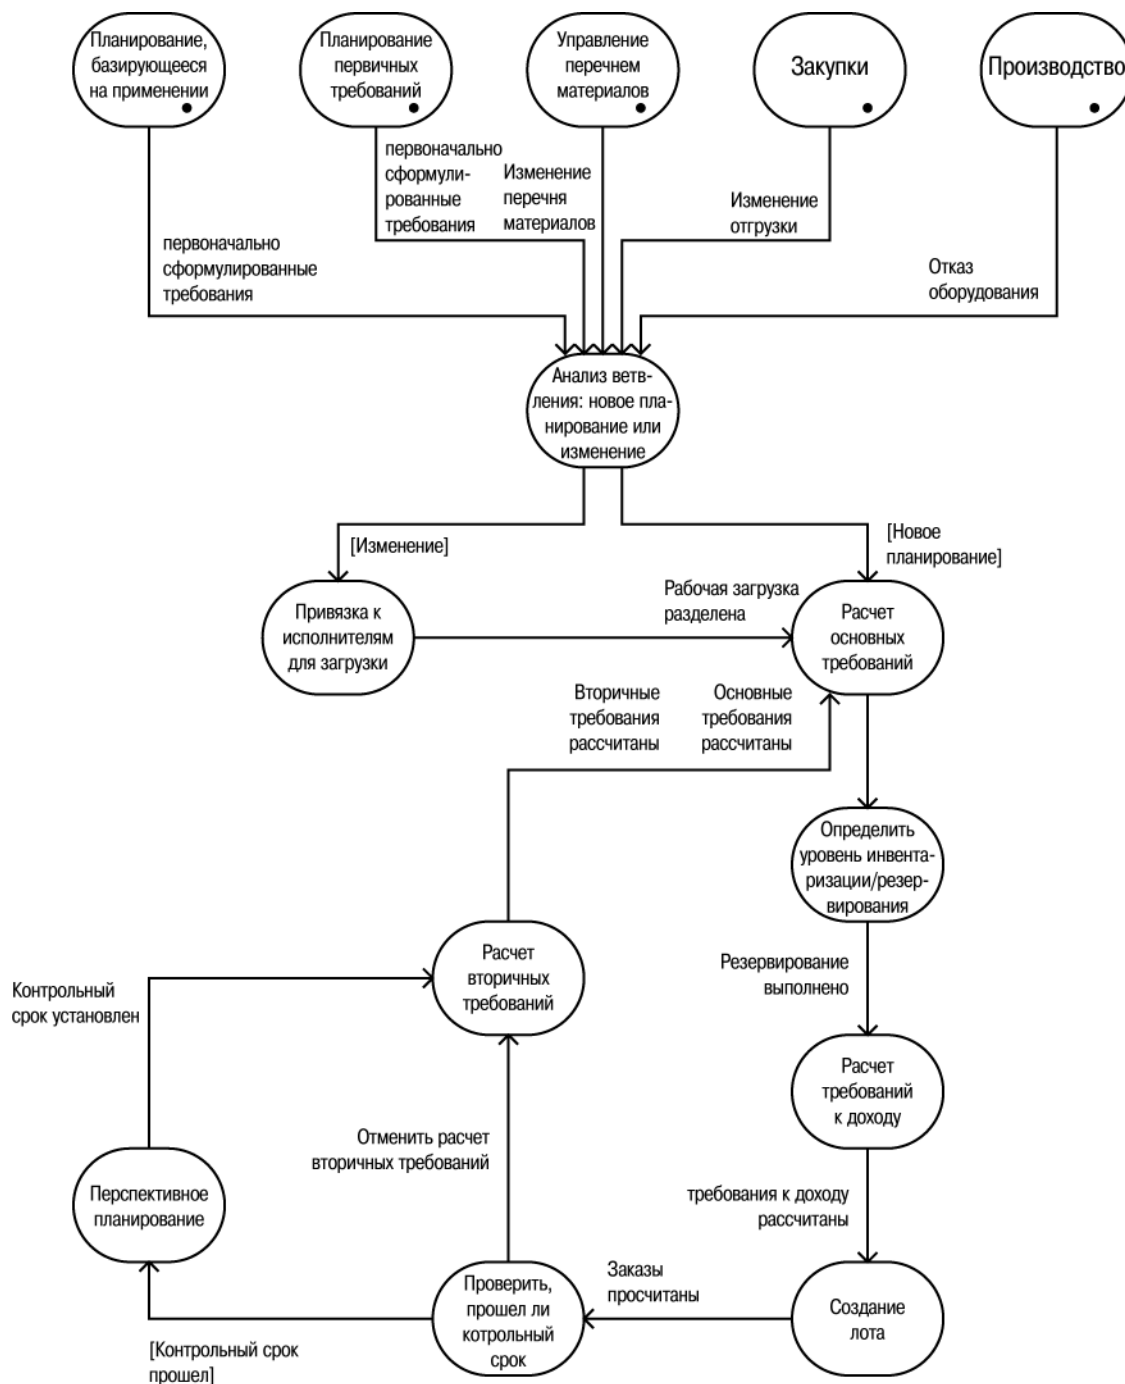 Планирование,
базирующееся
на применении
Планирование
первичных
требований
Управление
перечнем
материалов
Закупки
Производство
первоначально
сформули-
рованные
требования
Изменение
перечня
материалов
Изменение
отгрузки
первоначально
сформулированные
требования
Отказ
оборудования
Анализ ветв-
ления: новое пла-
нирование или
изменение
[Изменение]
[Новое
планирование]
Привязка к
исполнителям
для загрузки
Рабочая загрузка
разделена
Расчет
основных
требований
Вторичные
требования
рассчитаны
Основные
требования
рассчитаны
Определить
уровень инвента-
ризации/резер-
вирования
Расчет
вторичных
требований
Резервирование
выполнено
Контрольный
срок установлен
Расчет
требований
к доходу
Отменить расчет
вторичных требований
Перспективное
планирование
требования к доходу
рассчитаны
Проверить,
прошел ли
котрольный
срок
Заказы
просчитаны
Создание
лота
[Контрольный срок
прошел]